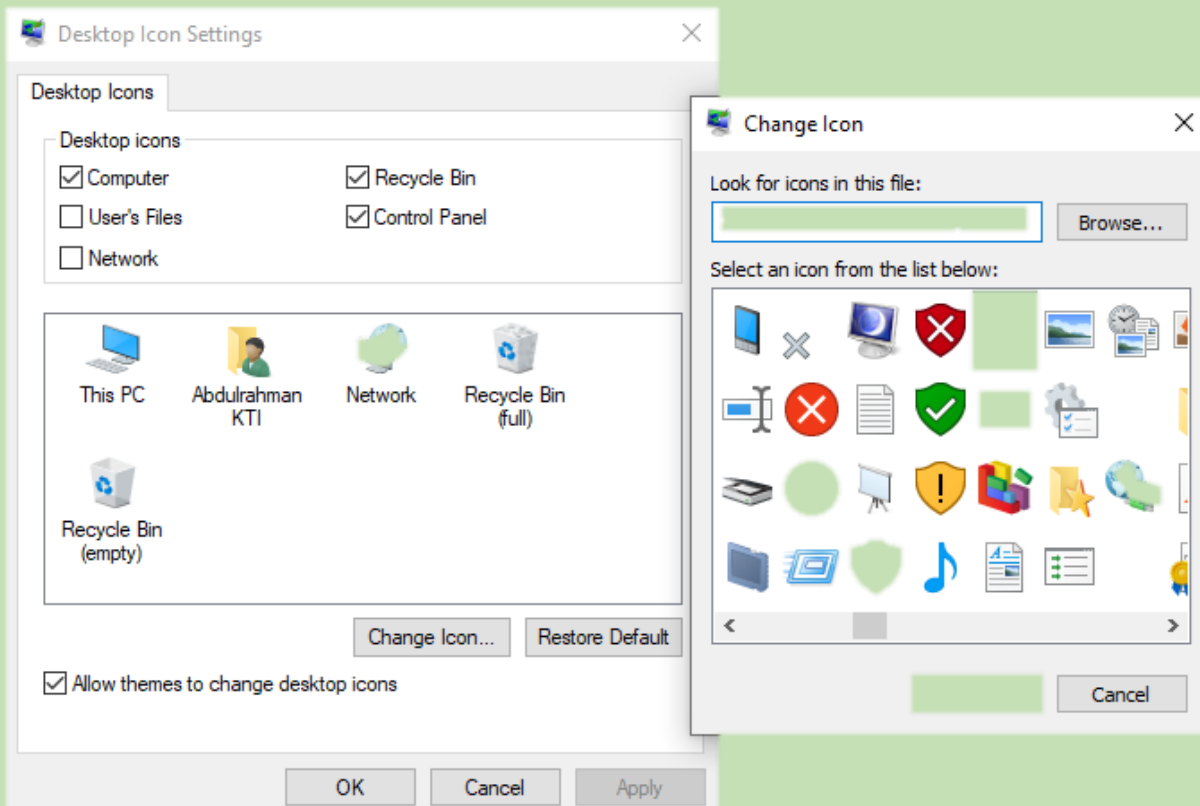 Desktop Icon Settings
Desktop Icons
Desktop icons
Computer
Recycle Bin
User's Files
Control Panel
Network
This PC
Abdulrahman
KTI
Network
Recycle Bin
(full)
Recycle Bin
(empty)
Change Icon...
Restore Default
Allow themes to change desktop icons
OK
Cancel
Apply
Change Icon
Look for icons in this file:
Browse...
Select an icon from the list below:
Cancel